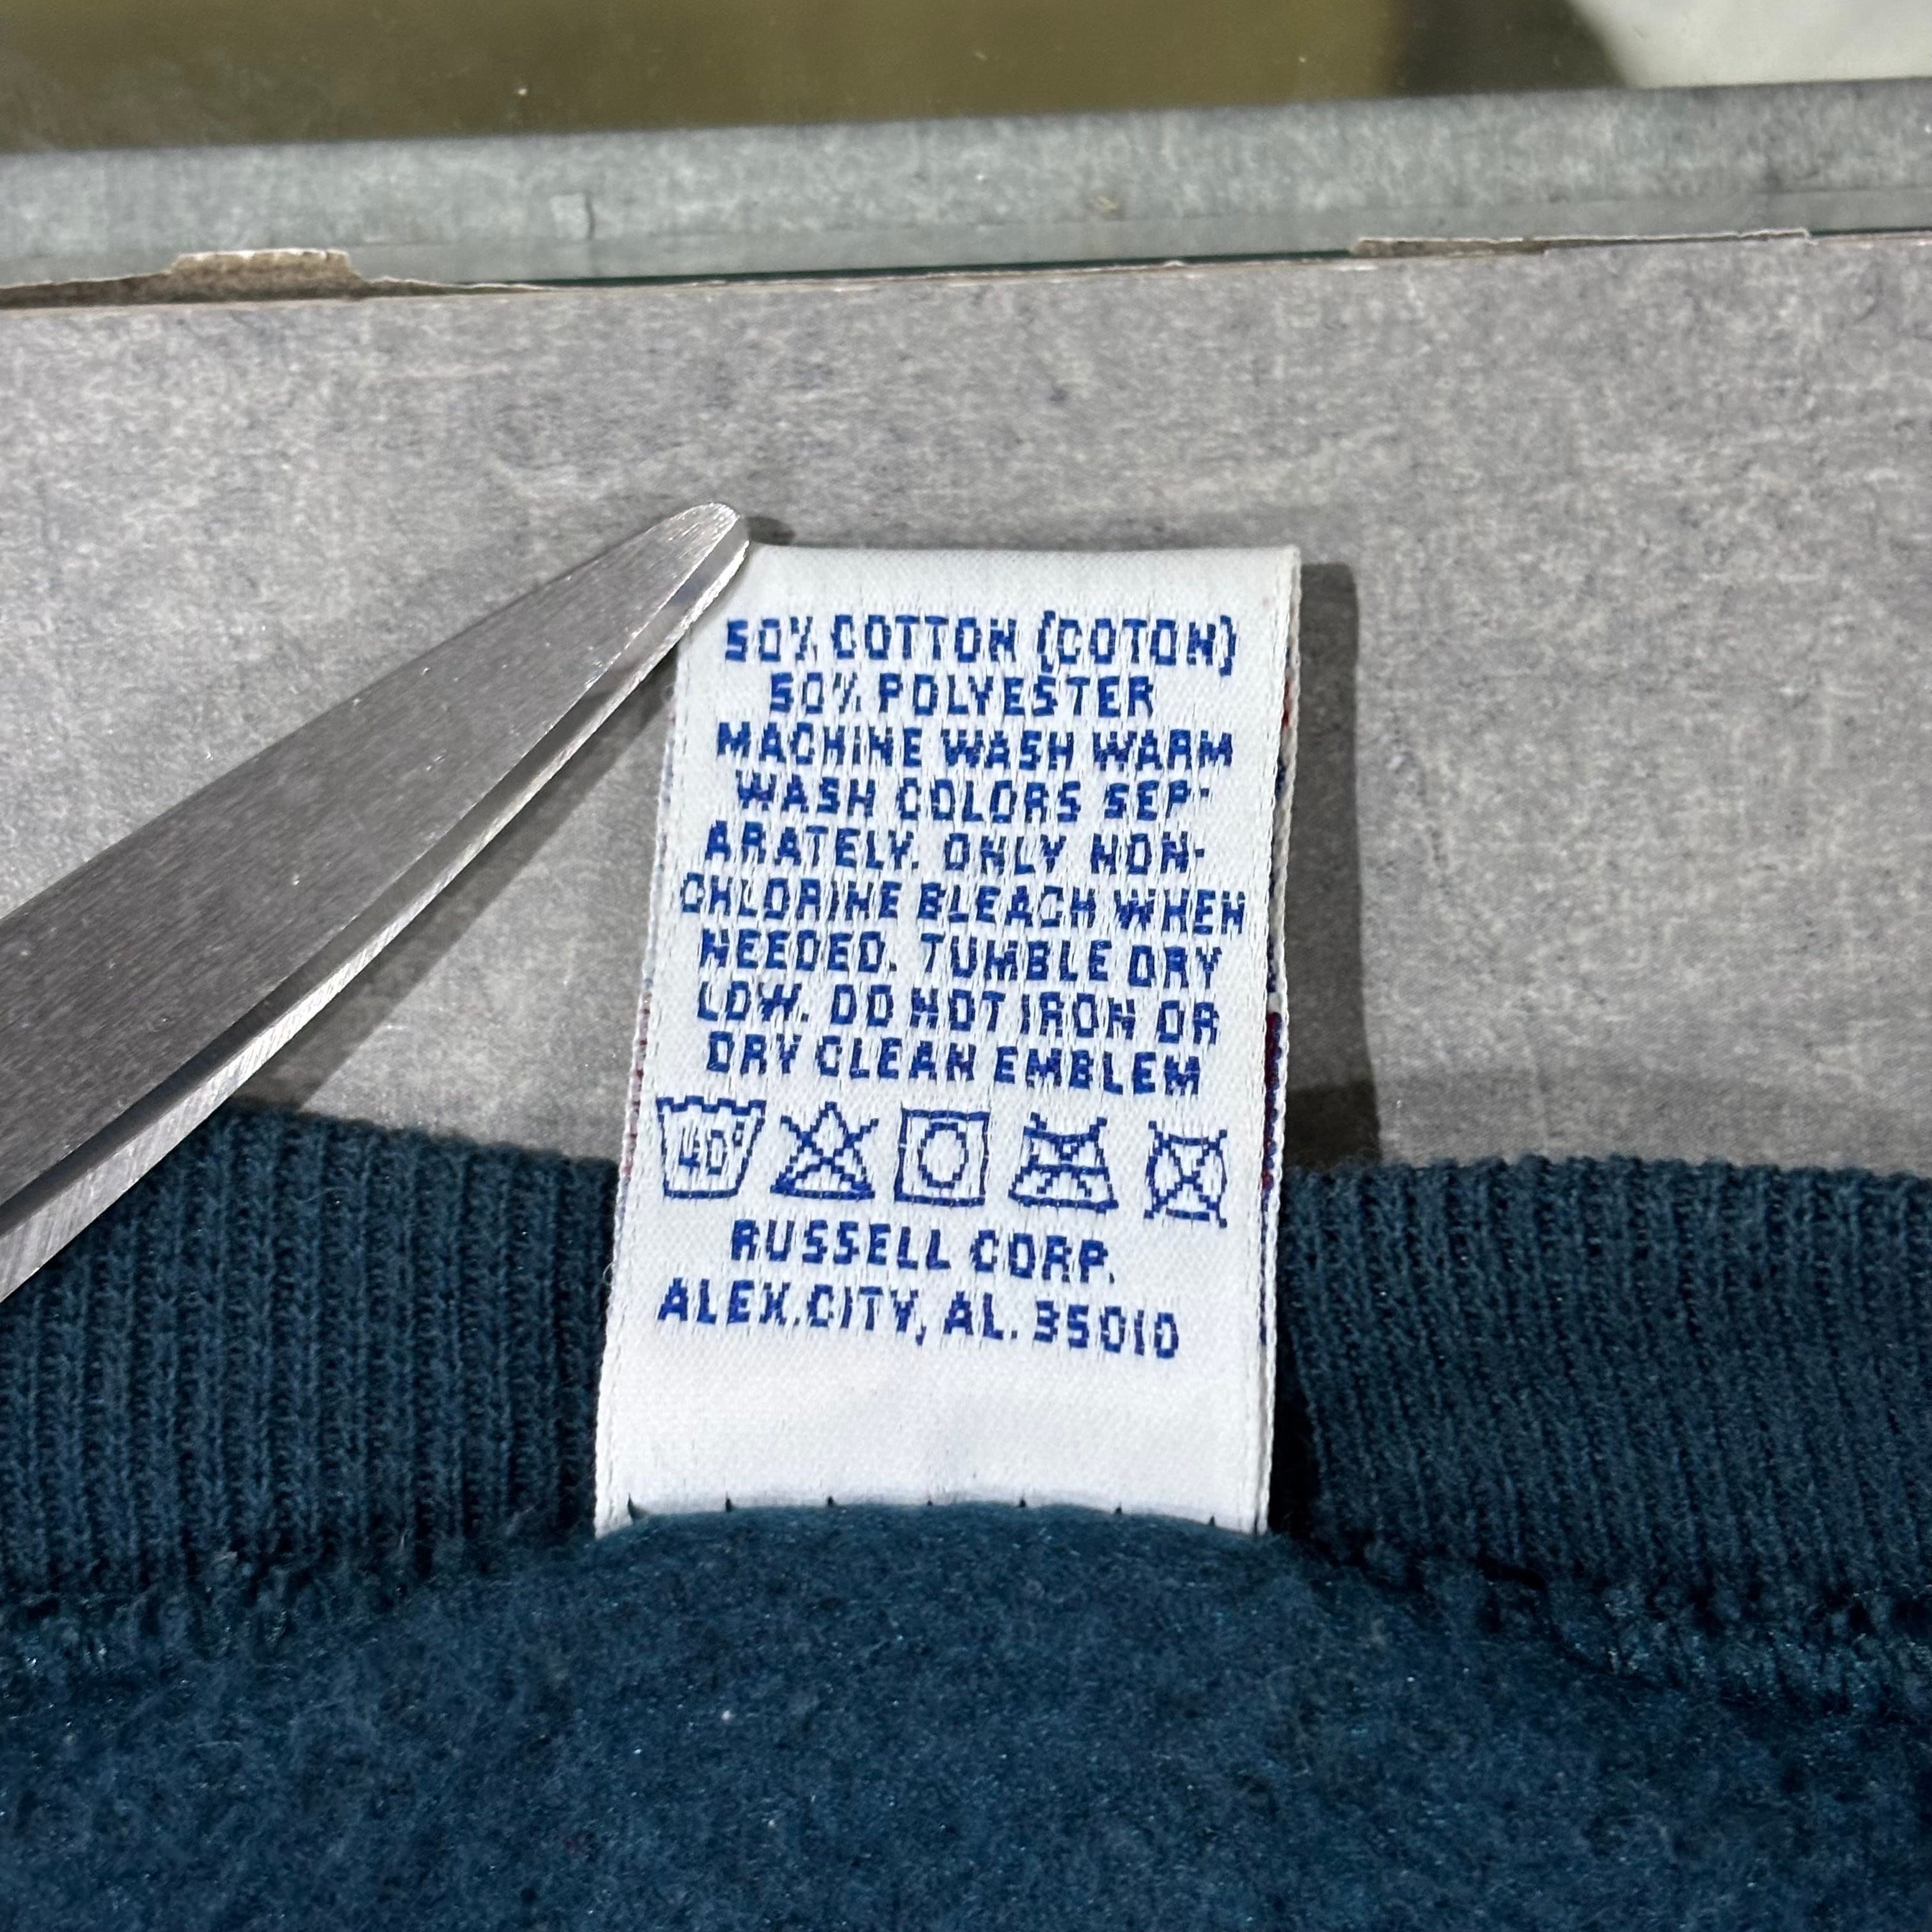 50% COTTON (COTON)
50% POLYESTER
MACHINE WASH WARM
WASH COLORS SEP-
ARATELY. ONLY NON-
CHLORINE BLEACH WHEN
NEEDED. TUMBLE DRY
LOW. DO NOT IRON OR
DRY CLEAN EMBLEM
40°
RUSSELL CORP.
ALEX.CITY, AL. 35010